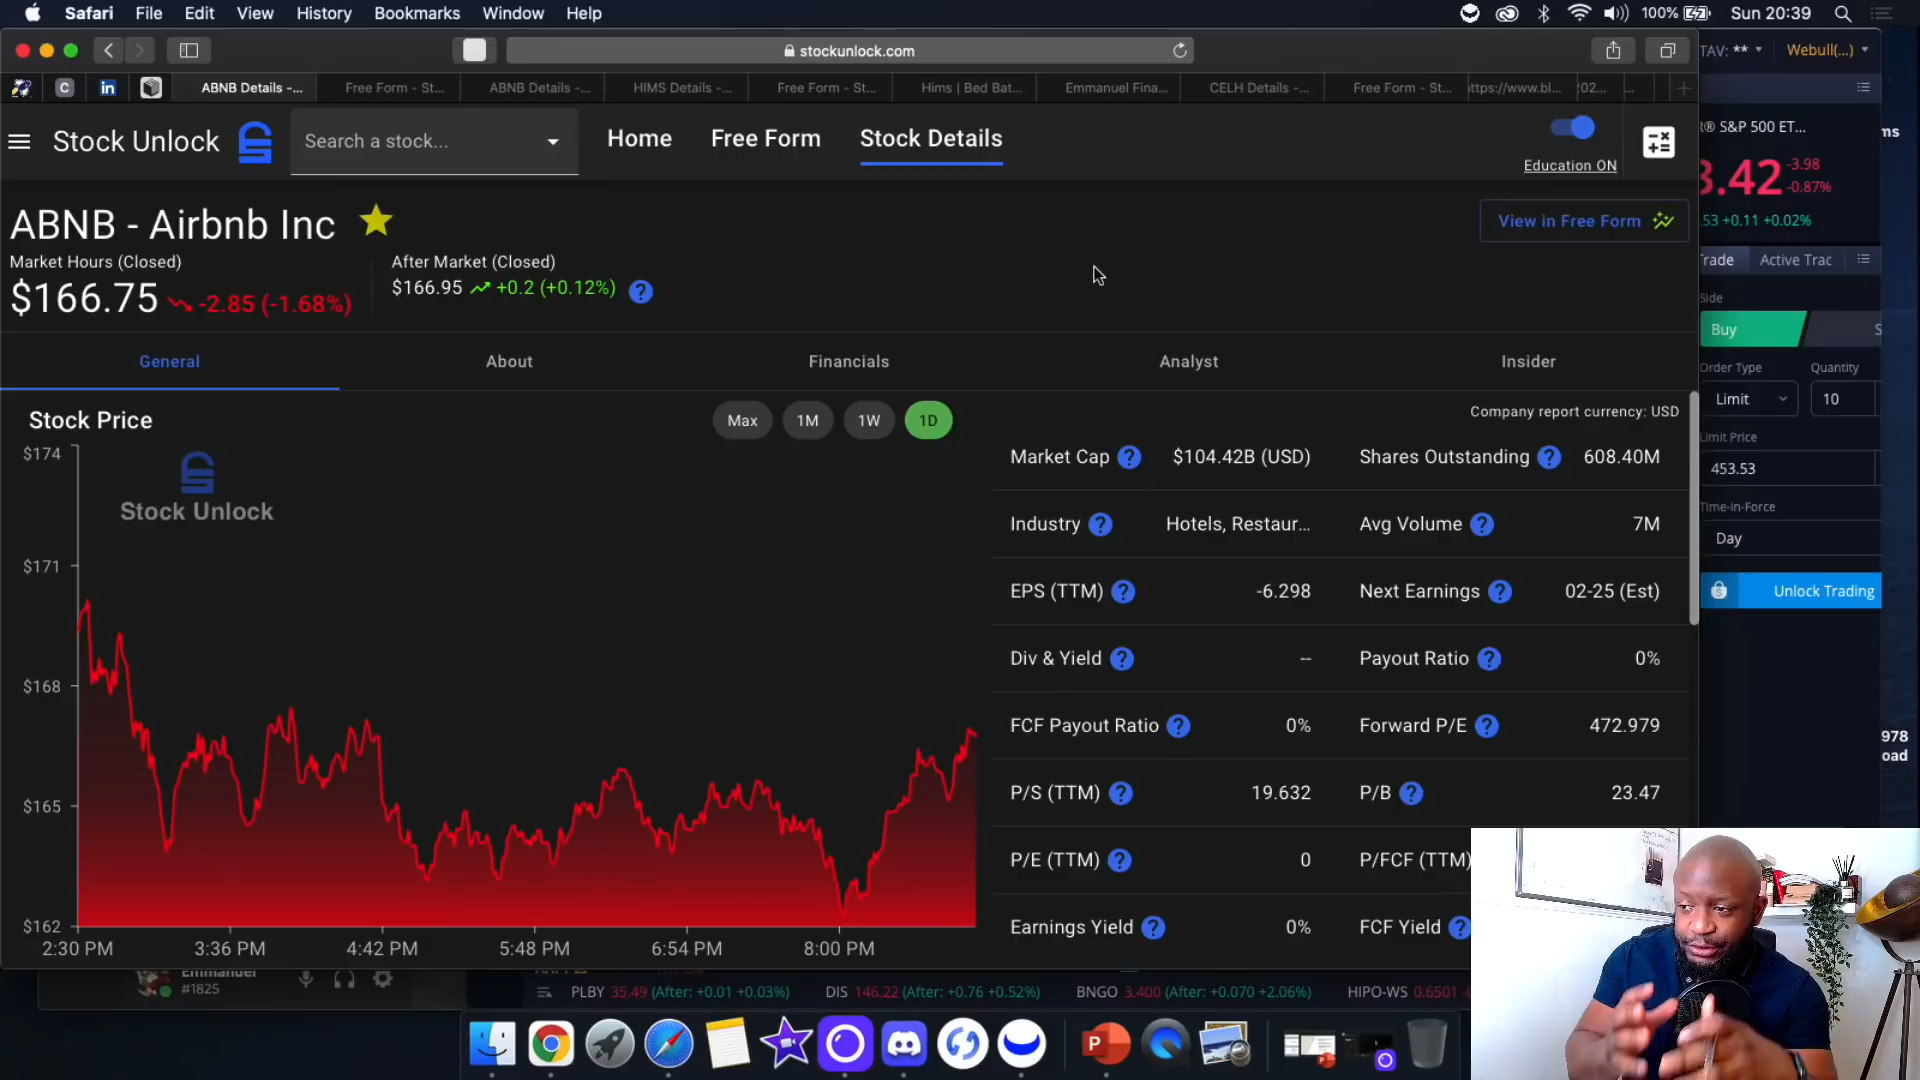 Safari File Edit View History Bookmarks Window Help
100% Sun 20:39
stockunlock.com
TAV: ** Webull(...)
ABNB Details -... Free Form - St... ABNB Details -... HIMS Details -... Free Form - St... Hims | Bed Bat... Emmanuel Fina... CELH Details -... Free Form - St... ttps://www.bl...
Stock Unlock
Search a stock...
Home Free Form Stock Details
Education ON
S&P 500 ET...
3.42
-3.98
-0.87%
53 +0.11 +0.02%
ABNB - Airbnb Inc
View in Free Form
Market Hours (Closed)
$166.75 -2.85 (-1.68%)
After Market (Closed)
$166.95 +0.2 (+0.12%)
General About Financials Analyst Insider
Active Trac
Side
Buy
Order Type Quantity
Limit 10
Limit Price
453.53
Time-in-Force
Day
Unlock Trading
Stock Price
Max 1M 1W 1D
Company report currency: USD
$174
$171
$168
$165
$162
Stock Unlock
2:30 PM 3:36 PM 4:42 PM 5:48 PM 6:54 PM 8:00 PM
Market Cap $104.42B (USD) Shares Outstanding 608.40M
Industry Hotels, Restaur... Avg Volume 7M
EPS (TTM) -6.298 Next Earnings 02-25 (Est)
Div & Yield -- Payout Ratio 0%
FCF Payout Ratio 0% Forward P/E 472.979
P/S (TTM) 19.632 P/B 23.47
P/E (TTM) 0 P/FCF (TTM)
Earnings Yield 0% FCF Yield
978
oad
Emmanuel
#1825
PLBY 35.49 (After: +0.01 +0.03%) DIS 146.22 (After: +0.76 +0.52%) BNGO 3.400 (After: +0.070 +2.06%) HIPO-WS 0.6501